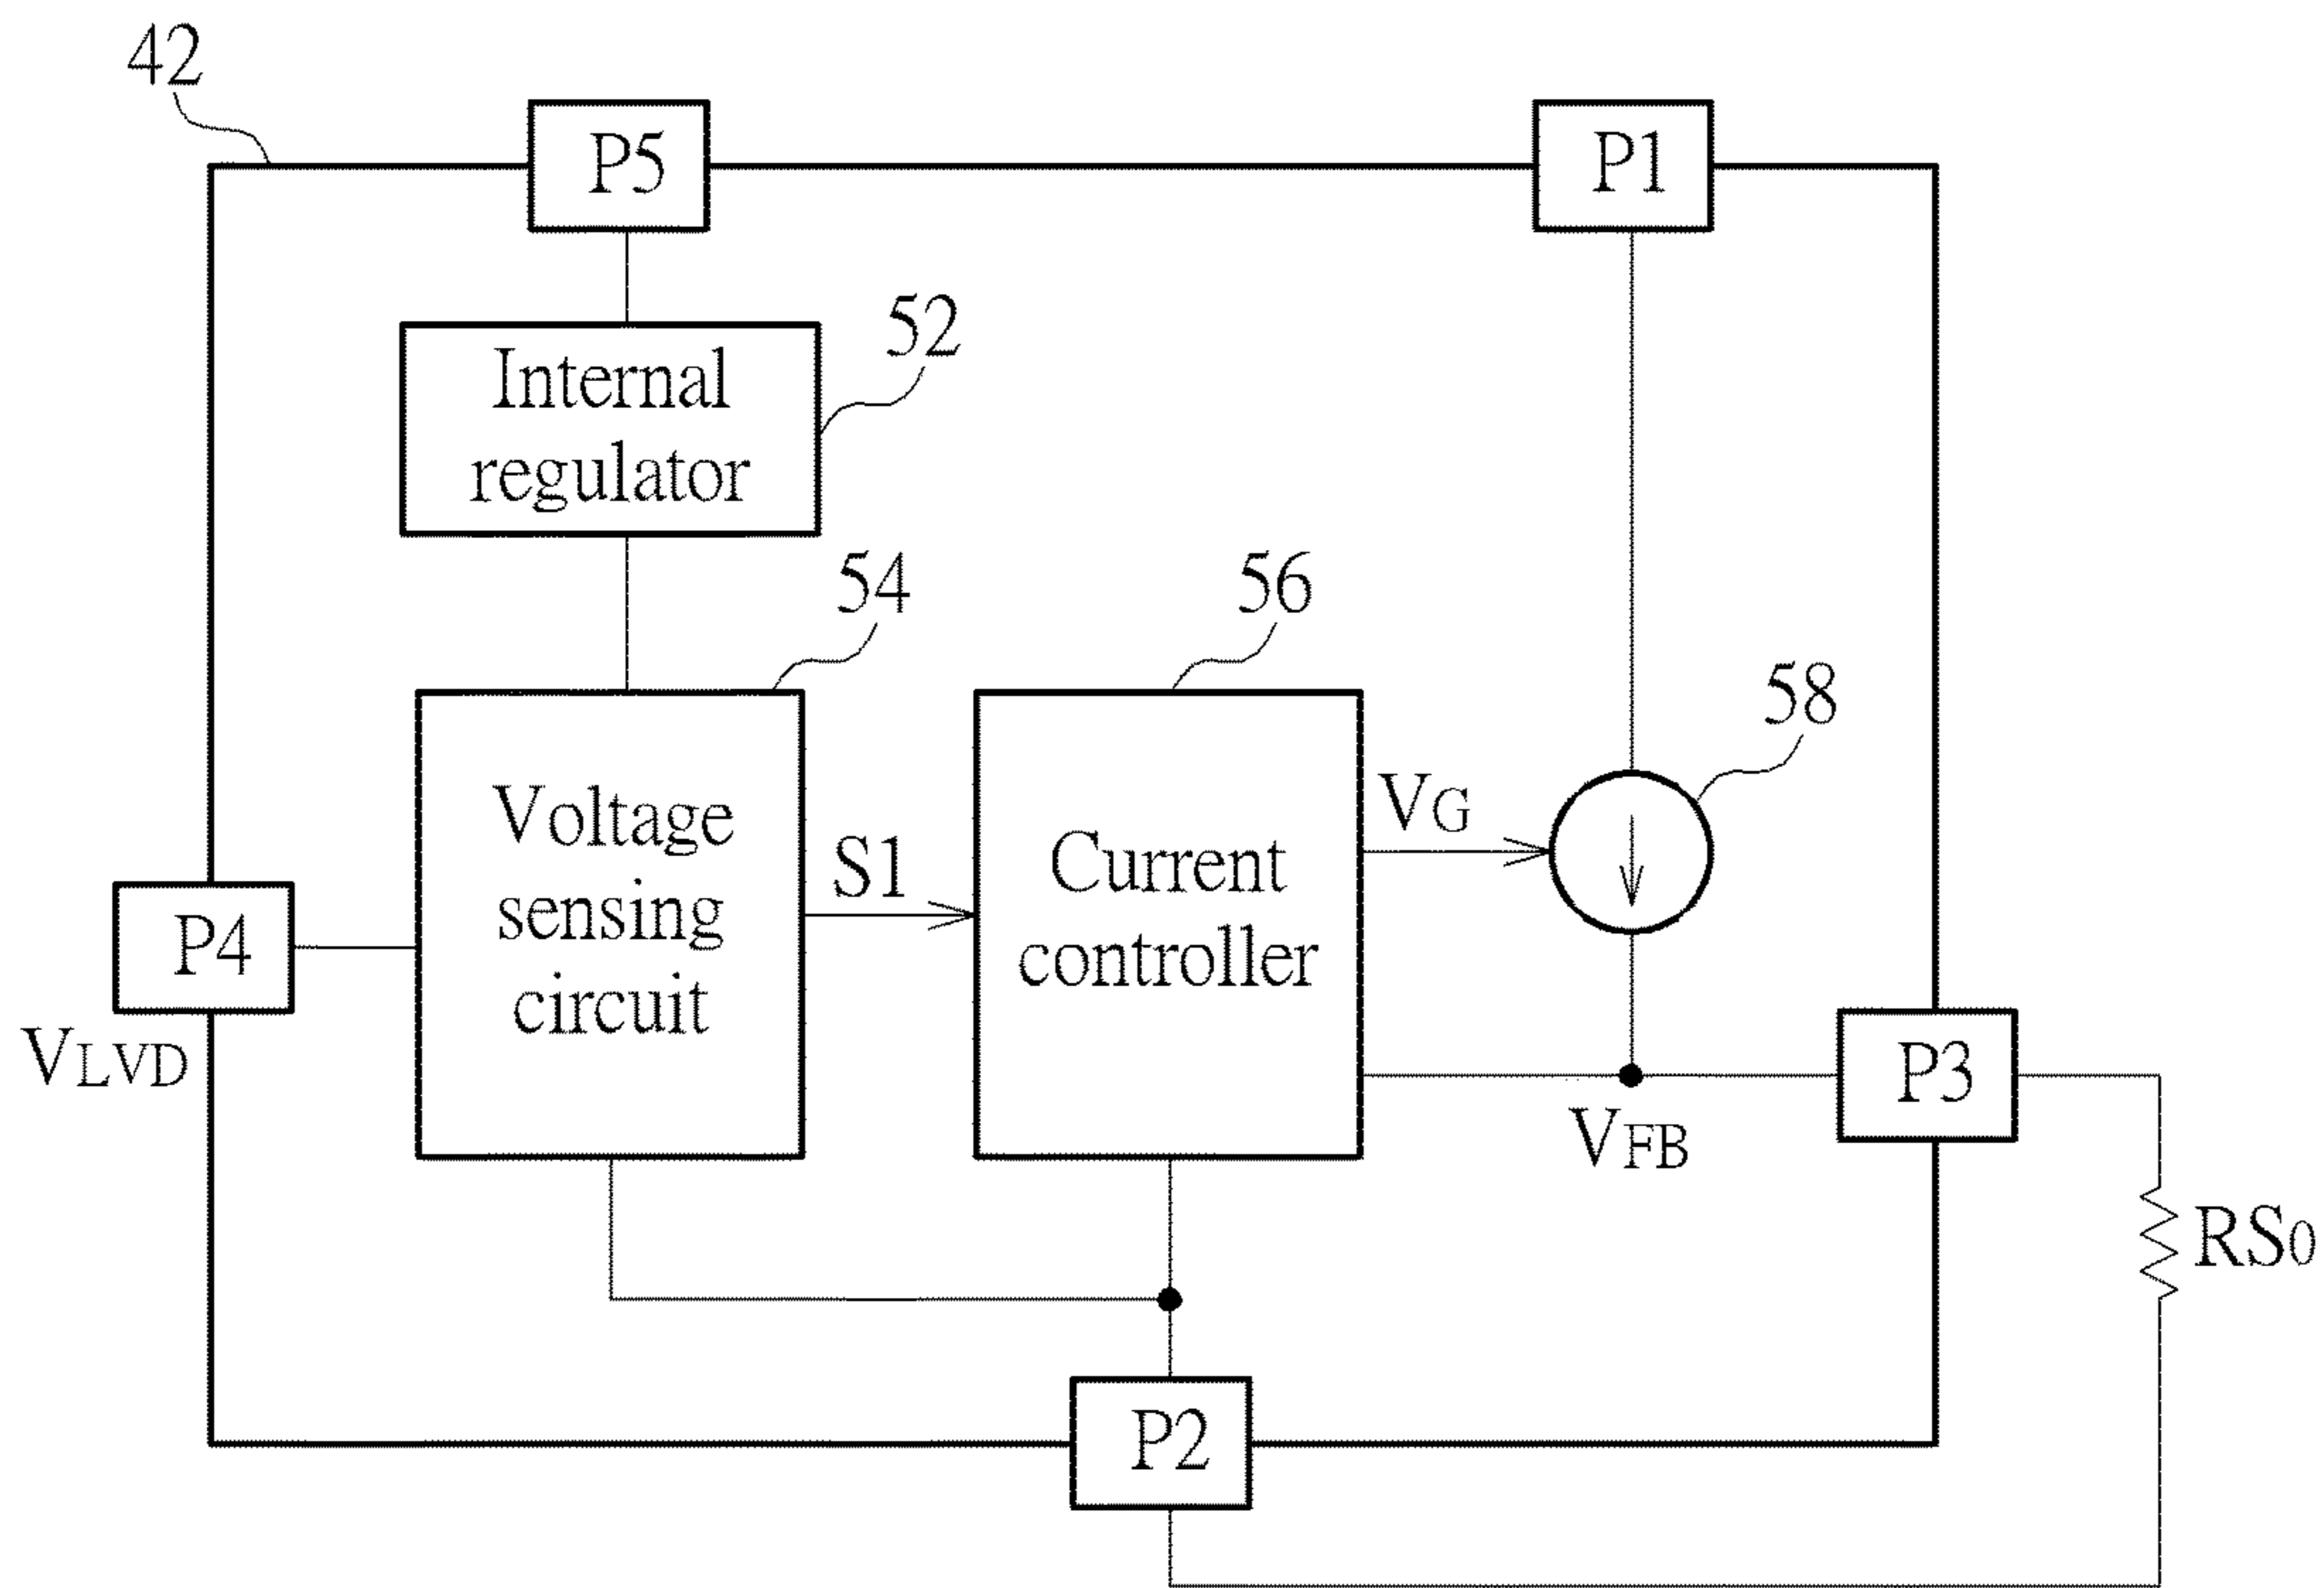 42
P5
P1
52
Internal
regulator
54
56
58
Voltage
sensing
circuit
S1
Current
controller
VG
P4
VLVD
P3
VFB
RS0
P2